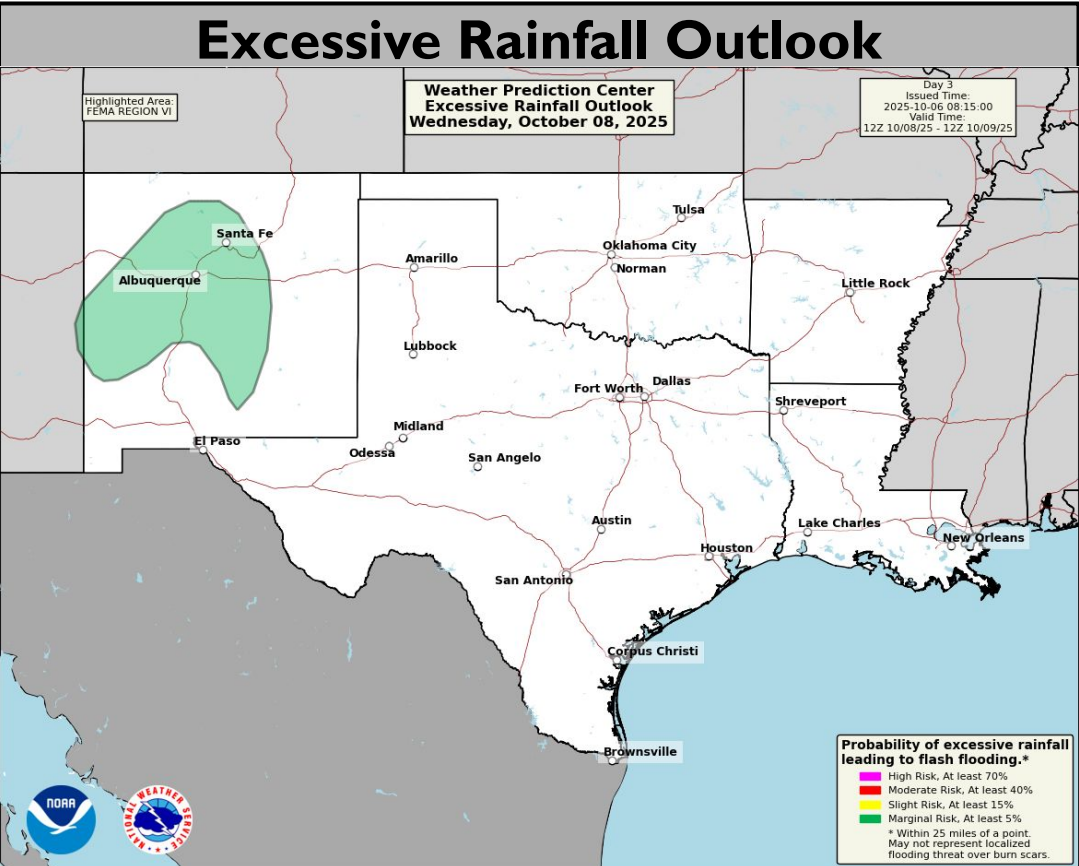 Excessive Rainfall Outlook
Highlighted Area:
FEMA REGION VI
Weather Prediction Center
Excessive Rainfall Outlook
Wednesday, October 08, 2025
Day 3
Issued Time:
2025-10-06 08:15:00
Valid Time:
12Z 10/08/25 - 12Z 10/09/25
Tulsa
Santa Fe
Oklahoma City
Amarillo
Norman
Albuquerque
Little Rock
Lubbock
Fort Worth
Dallas
Shreveport
Midland
El Paso
Odessa
San Angelo
Austin
Lake Charles
New Orleans
Houston
San Antonio
Corpus Christi
Brownsville
Probability of excessive rainfall
leading to flash flooding.*
High Risk, At least 70%
Moderate Risk, At least 40%
Slight Risk, At least 15%
Marginal Risk, At least 5%
* Within 25 miles of a point.
May not represent localized
flooding threat over burn scars.
NOAA
NATIONAL WEATHER SERVICE